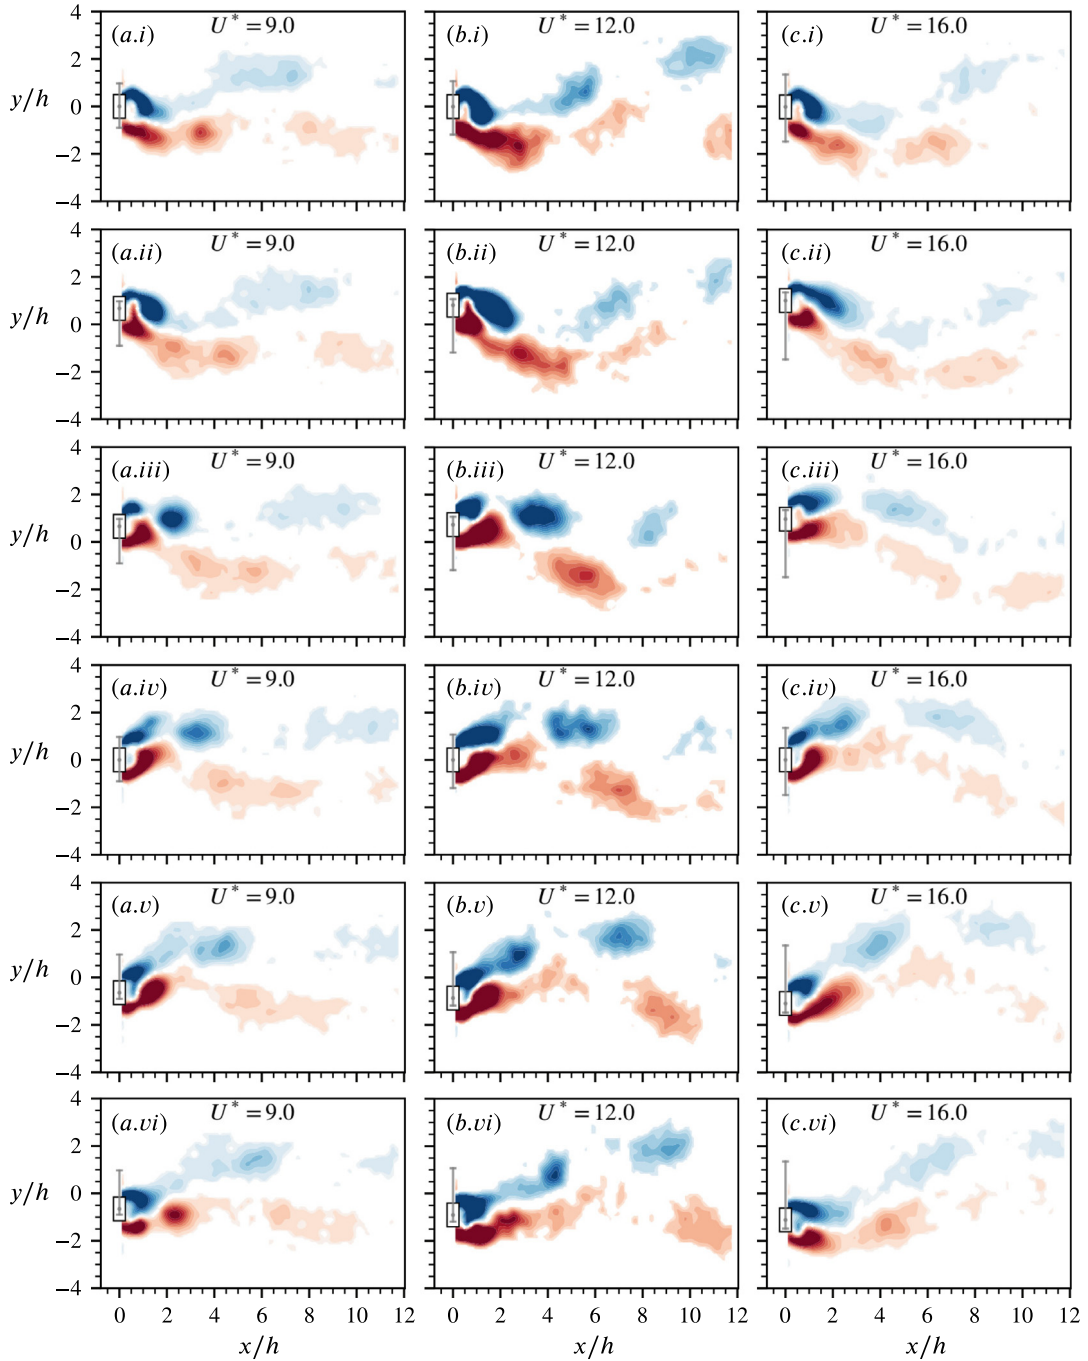 (a.i) U* = 9.0 (b.i) U* = 12.0 (c.i) U* = 16.0
4
2
y/h 0 y/h y/h
−2
−4
(a.ii) U* = 9.0 (b.ii) U* = 12.0 (c.ii) U* = 16.0
4
2
y/h 0 y/h y/h
−2
−4
(a.iii) U* = 9.0 (b.iii) U* = 12.0 (c.iii) U* = 16.0
4
2
y/h 0 y/h y/h
−2
−4
(a.iv) U* = 9.0 (b.iv) U* = 12.0 (c.iv) U* = 16.0
4
2
y/h 0 y/h y/h
−2
−4
(a.v) U* = 9.0 (b.v) U* = 12.0 (c.v) U* = 16.0
4
2
y/h 0 y/h y/h
−2
−4
(a.vi) U* = 9.0 (b.vi) U* = 12.0 (c.vi) U* = 16.0
4
2
y/h 0 y/h y/h
−2
−4
0 2 4 6 8 10 12 0 2 4 6 8 10 0 2 4 6 8 10 12
x/h x/h x/h